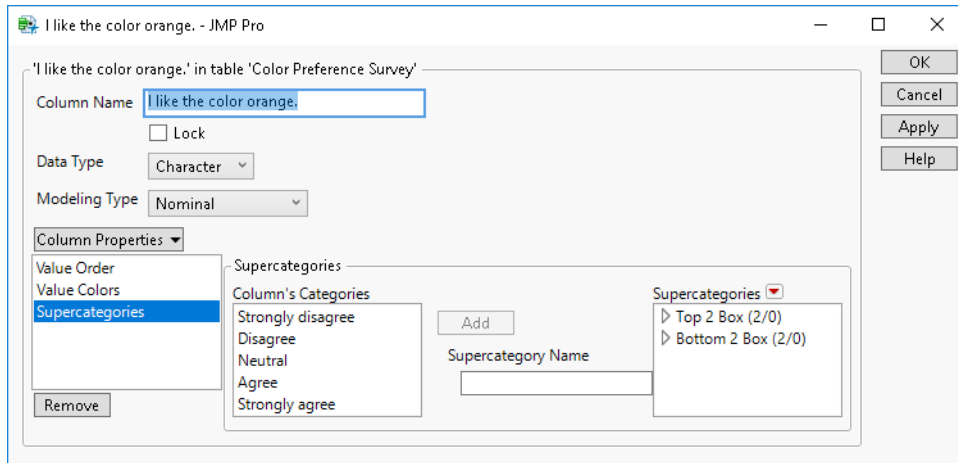 I like the color orange. - JMP Pro
'I like the color orange.' in table 'Color Preference Survey'
OK
Cancel
Apply
Help
Column Name I like the color orange.
Lock
Data Type Character
Modeling Type Nominal
Column Properties
Value Order
Value Colors
Supercategories
Remove
Supercategories
Column's Categories
Strongly disagree
Disagree
Neutral
Agree
Strongly agree
Add
Supercategory Name
Supercategories
Top 2 Box (2/0)
Bottom 2 Box (2/0)